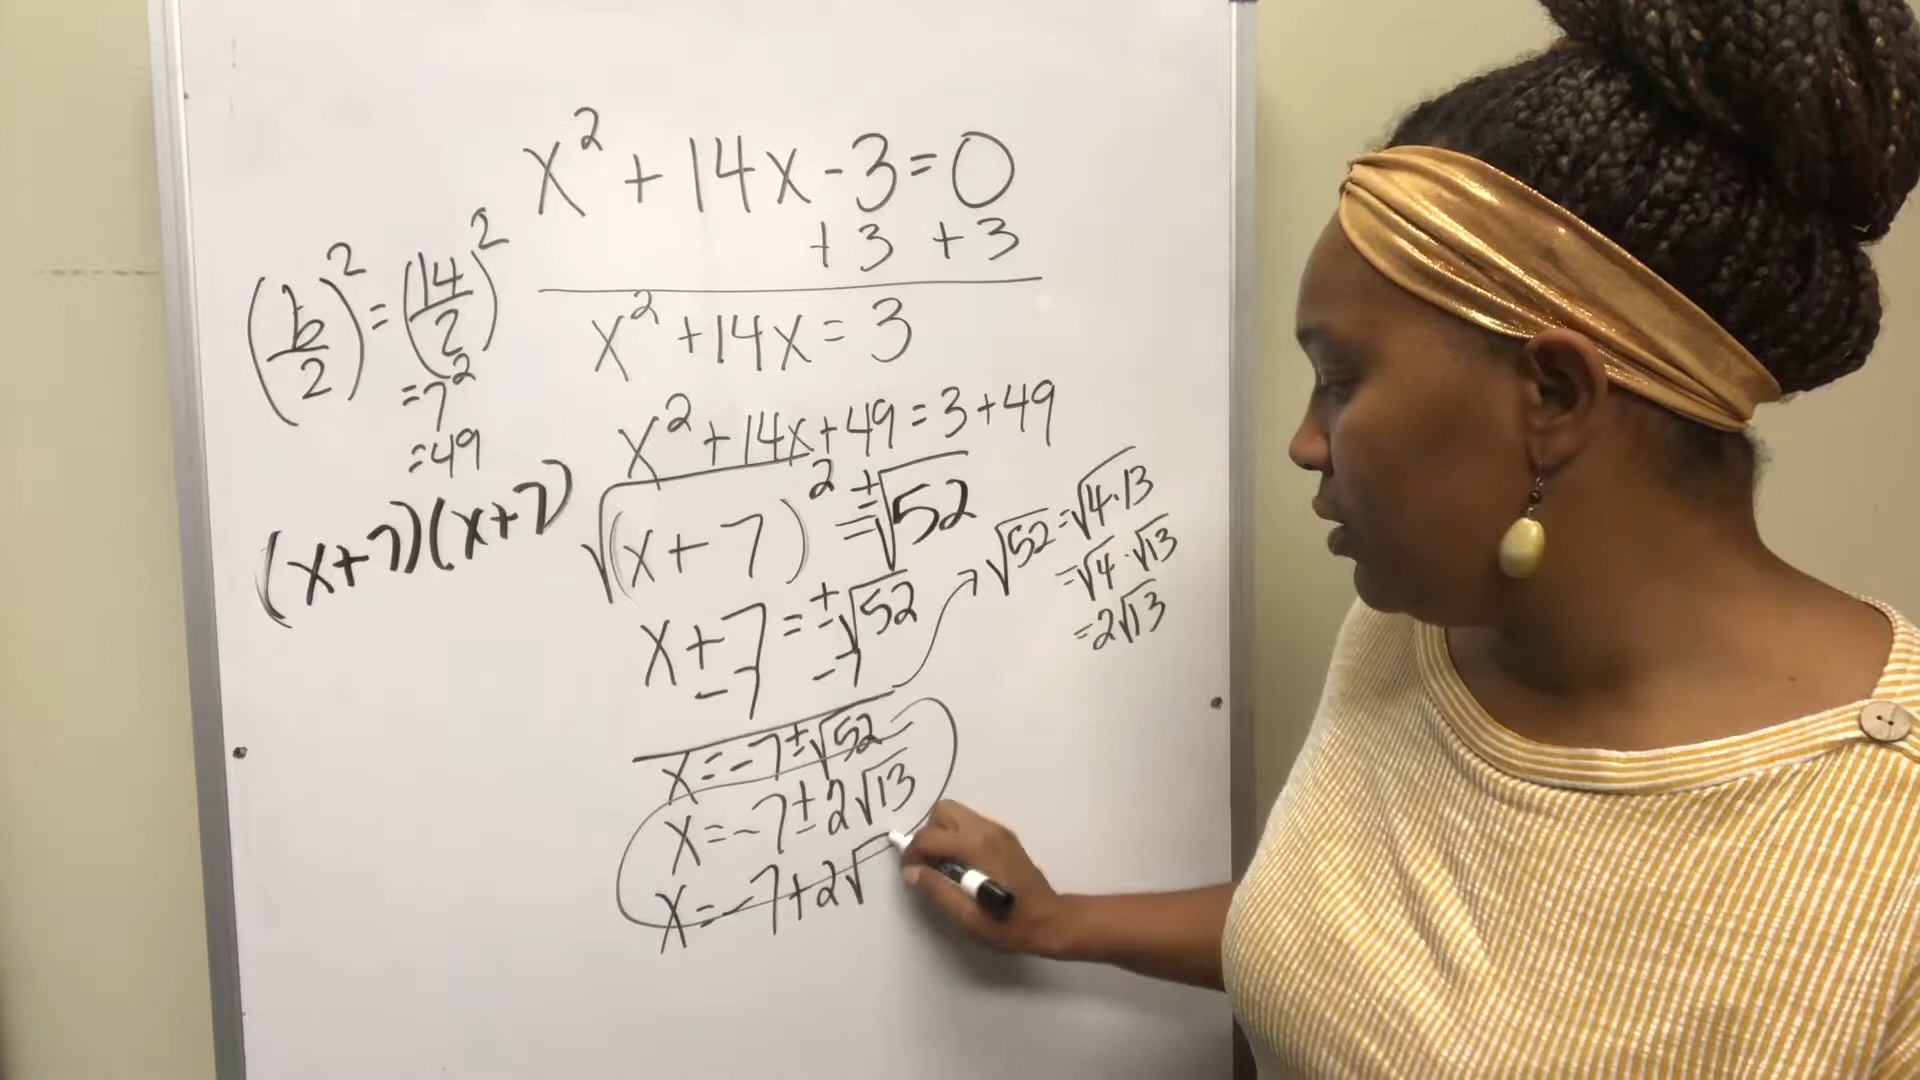 x² + 14x - 3 = 0
+ 3 + 3
x² + 14x = 3
(b/2)² = (14/2)²
= 7²
= 49
x² + 14x + 49 = 3 + 49
(x+7)(x+7)
√(x + 7)² = ±√52
x + 7 = ±√52
- 7 - 7
√52 = √4·13
= √4 · √13
= 2√13
x = -7 ± √52
x = -7 ± 2√13
x = -7 + 2√